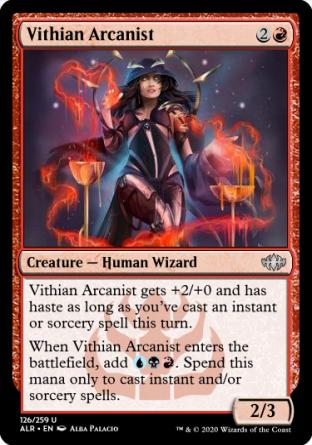 Vithian Arcanist 2
Creature — Human Wizard
Vithian Arcanist gets +2/+0 and has
haste as long as you've cast an instant
or sorcery spell this turn.
When Vithian Arcanist enters the
battlefield, add . Spend this
mana only to cast instant and/or
sorcery spells.
2/3
126/259 U
ALR • EN ALBA PALACIO
™ & © 2020 Wizards of the Coast